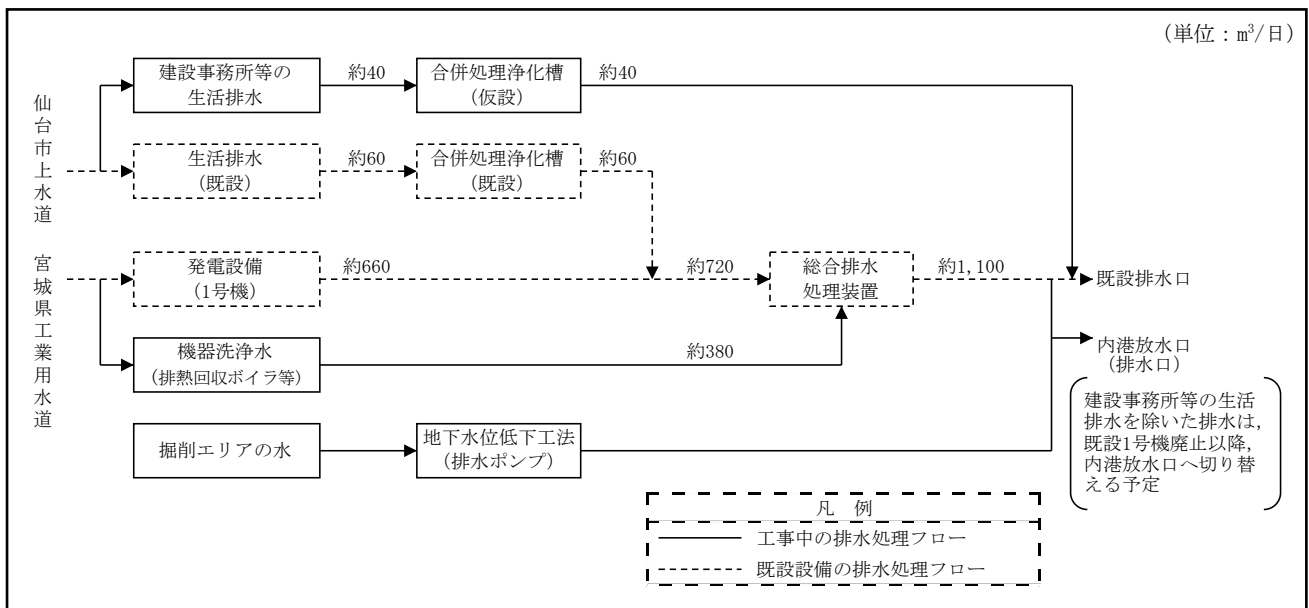 (単位：m³/日)
仙台市上水道
建設事務所等の
生活排水
約40
合併処理浄化槽
(仮設)
約40
生活排水
(既設)
約60
合併処理浄化槽
(既設)
約60
宮城県工業用水道
発電設備
(1号機)
約660
約720
総合排水
処理装置
約1,100
既設排水口
機器洗浄水
(排熱回収ボイラ等)
約380
内港放水口
(排水口)
建設事務所等の生活
排水を除いた排水は，
既設1号機廃止以降，
内港放水口へ切り替
える予定
掘削エリアの水
地下水位低下工法
(排水ポンプ)
凡　例
工事中の排水処理フロー
既設設備の排水処理フロー